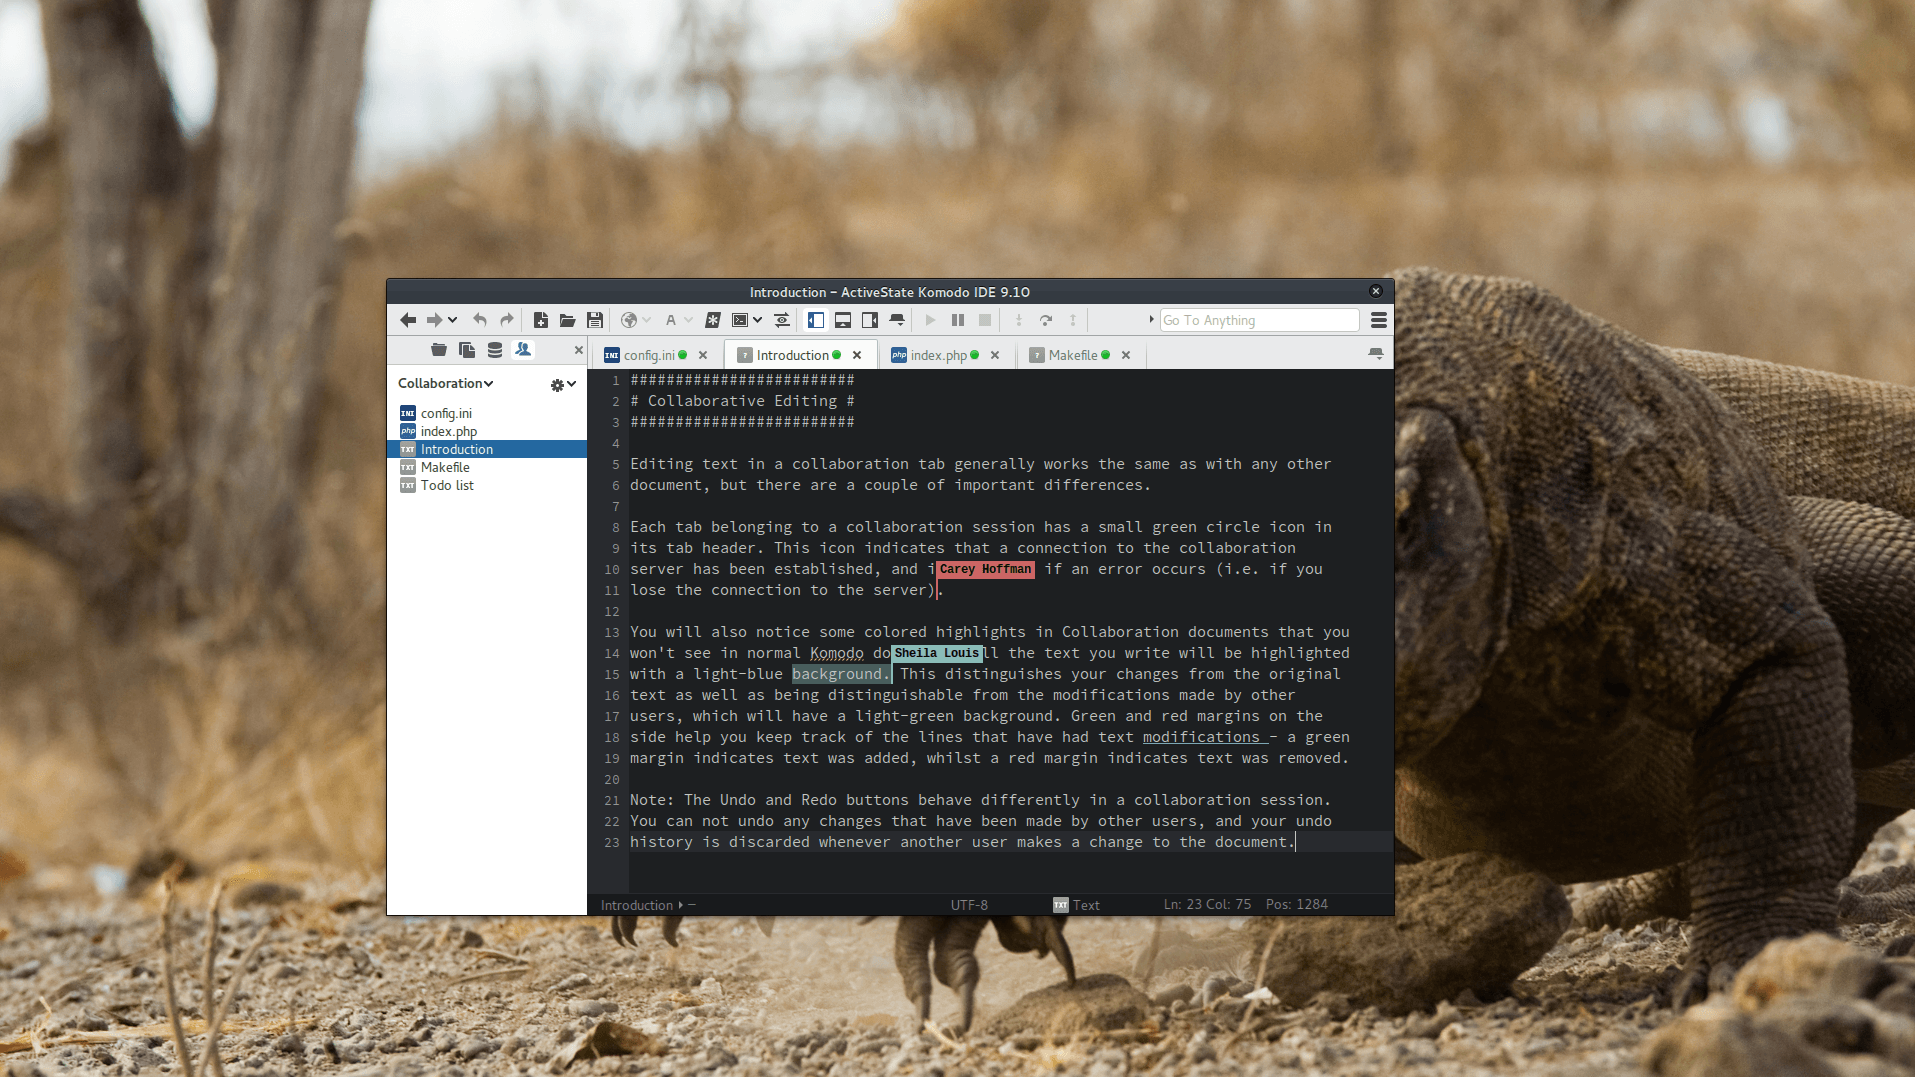 Introduction – ActiveState Komodo IDE 9.10
Go To Anything
config.ini
Introduction
index.php
Makefile
Collaboration
config.ini
index.php
Introduction
Makefile
Todo list
1 #########################
2 # Collaborative Editing #
3 #########################
4
5 Editing text in a collaboration tab generally works the same as with any other
6 document, but there are a couple of important differences.
7
8 Each tab belonging to a collaboration session has a small green circle icon in
9 its tab header. This icon indicates that a connection to the collaboration
10 server has been established, and i Carey Hoffman if an error occurs (i.e. if you
11 lose the connection to the server).
12
13 You will also notice some colored highlights in Collaboration documents that you
14 won't see in normal Komodo do Sheila Louis ll the text you write will be highlighted
15 with a light-blue background. This distinguishes your changes from the original
16 text as well as being distinguishable from the modifications made by other
17 users, which will have a light-green background. Green and red margins on the
18 side help you keep track of the lines that have had text modifications - a green
19 margin indicates text was added, whilst a red margin indicates text was removed.
20
21 Note: The Undo and Redo buttons behave differently in a collaboration session.
22 You can not undo any changes that have been made by other users, and your undo
23 history is discarded whenever another user makes a change to the document.
Introduction – UTF-8 TXT Text Ln: 23 Col: 75 Pos: 1284